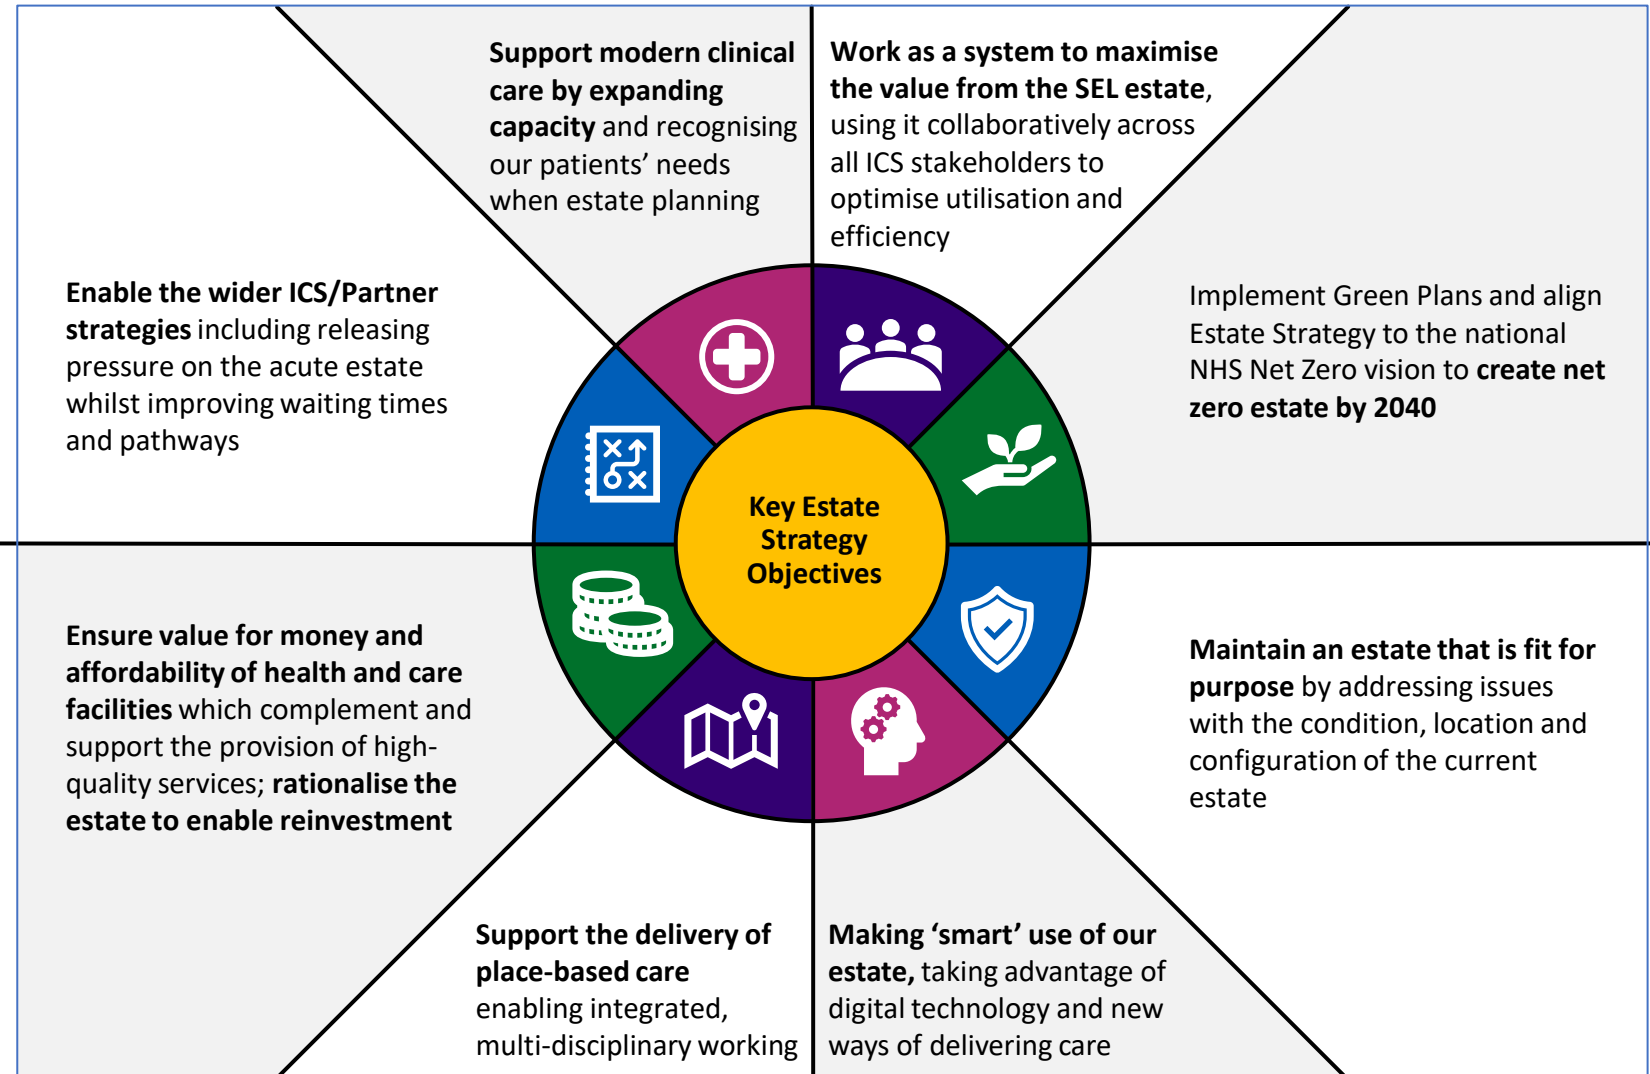 Support modern clinical
care by expanding
capacity and recognising
our patients’ needs
when estate planning
Work as a system to maximise
the value from the SEL estate,
using it collaboratively across
all ICS stakeholders to
optimise utilisation and
efficiency
Implement Green Plans and align
Estate Strategy to the national
NHS Net Zero vision to create net
zero estate by 2040
Maintain an estate that is fit for
purpose by addressing issues
with the condition, location and
configuration of the current
estate
Making ‘smart’ use of our
estate, taking advantage of
digital technology and new
ways of delivering care
Support the delivery of
place-based care
enabling integrated,
multi-disciplinary working
Ensure value for money and
affordability of health and care
facilities which complement and
support the provision of high-
quality services; rationalise the
estate to enable reinvestment
Enable the wider ICS/Partner
strategies including releasing
pressure on the acute estate
whilst improving waiting times
and pathways
Key Estate
Strategy
Objectives